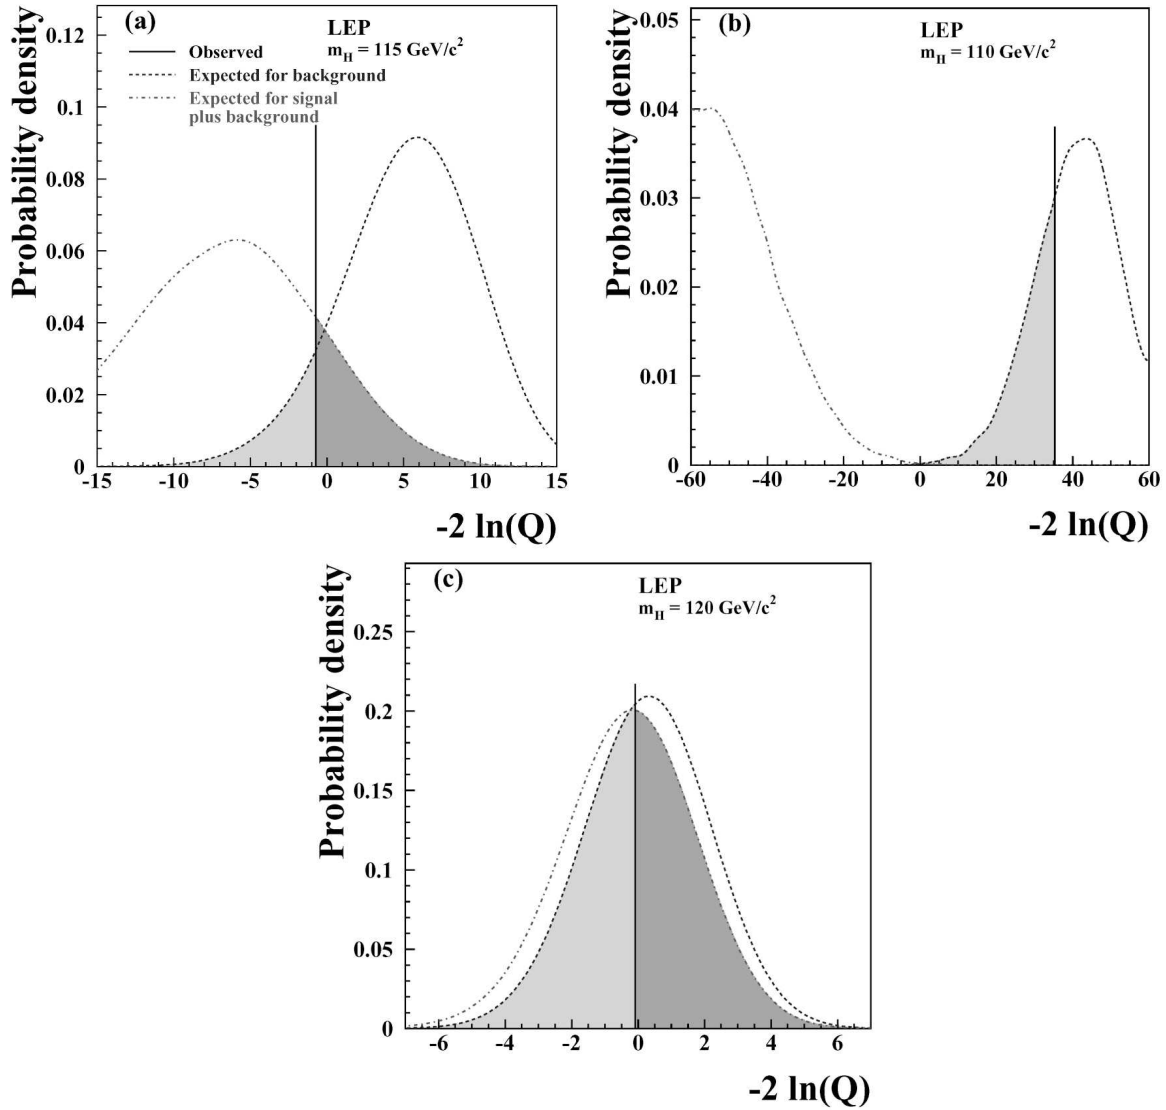 (a)
LEP
m_H = 115 GeV/c²
Observed
Expected for background
Expected for signal
plus background
Probability density
0.12
0.1
0.08
0.06
0.04
0.02
0
-15 -10 -5 0 5 10 15
-2 ln(Q)
(b)
LEP
m_H = 110 GeV/c²
Probability density
0.05
0.04
0.03
0.02
0.01
0
-60 -40 -20 0 20 40 60
-2 ln(Q)
(c)
LEP
m_H = 120 GeV/c²
Probability density
0.25
0.2
0.15
0.1
0.05
0
-6 -4 -2 0 2 4 6
-2 ln(Q)